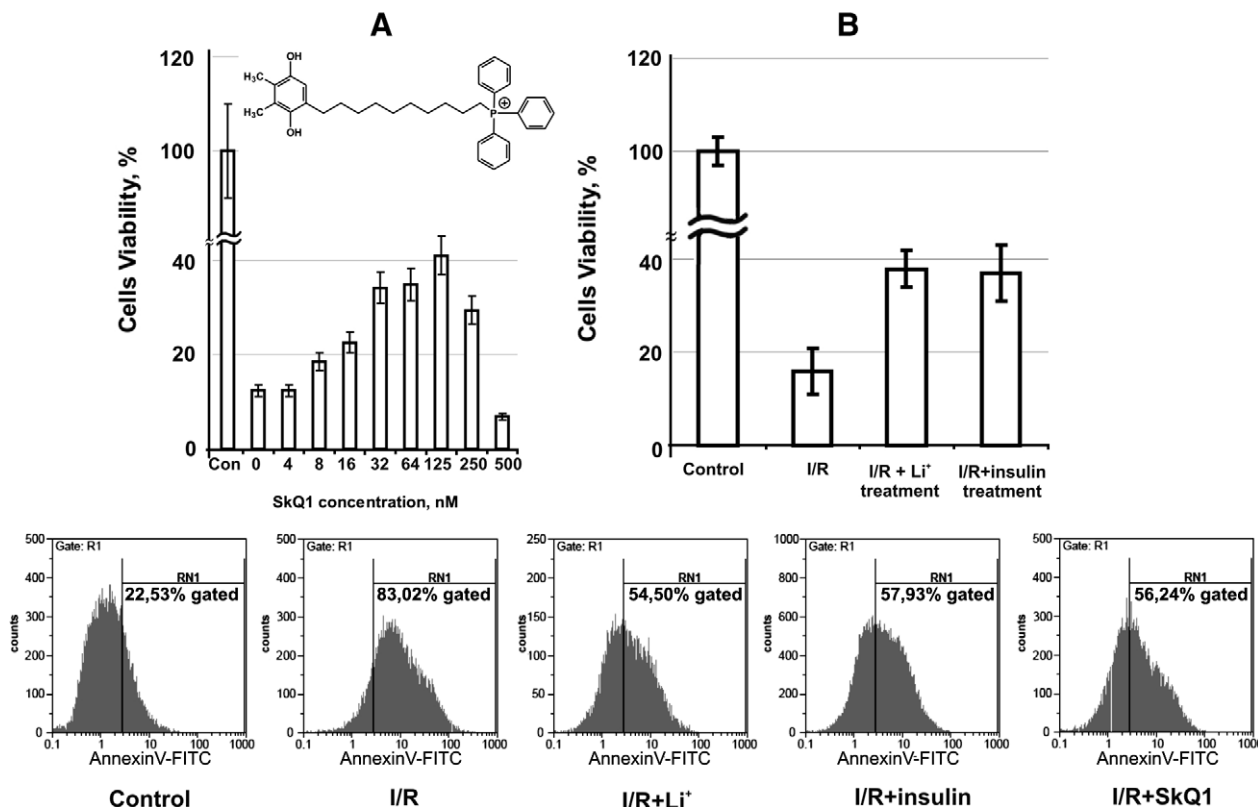 A
120
100
40
20
0
Cells Viability, %
OH
H₃C
H₃C
OH
P
+
Con 0 4 8 16 32 64 125 250 500
SkQ1 concentration, nM
B
120
100
40
20
0
Cells Viability, %
Control I/R I/R + Li⁺ treatment I/R+insulin treatment
500
400
300
200
100
0
counts
Gate: R1
RN1
22,53% gated
0.1 1 10 100 1000
AnnexinV-FITC
Control
500
400
300
200
100
0
counts
Gate: R1
RN1
83,02% gated
0.1 1 10 100 1000
AnnexinV-FITC
I/R
250
200
150
100
50
0
counts
Gate: R1
RN1
54,50% gated
0.1 1 10 100 1000
AnnexinV-FITC
I/R+Li⁺
1000
800
600
400
200
0
counts
Gate: R1
RN1
57,93% gated
0.1 1 10 100 1000
AnnexinV-FITC
I/R+insulin
500
400
300
200
100
0
counts
Gate: R1
RN1
56,24% gated
0.1 1 10 100 1000
AnnexinV-FITC
I/R+SkQ1